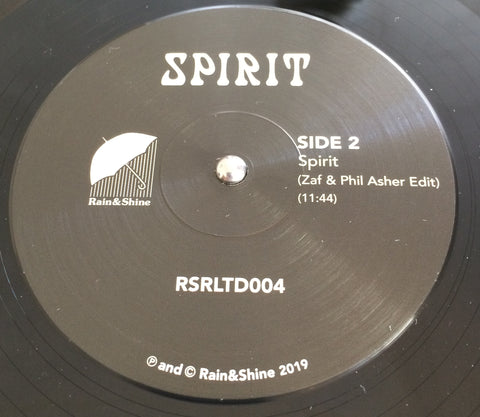 SPIRIT
SIDE 2
Spirit
(Zaf & Phil Asher Edit)
(11:44)
Rain&Shine
RSRLTD004
℗ and © Rain&Shine 2019